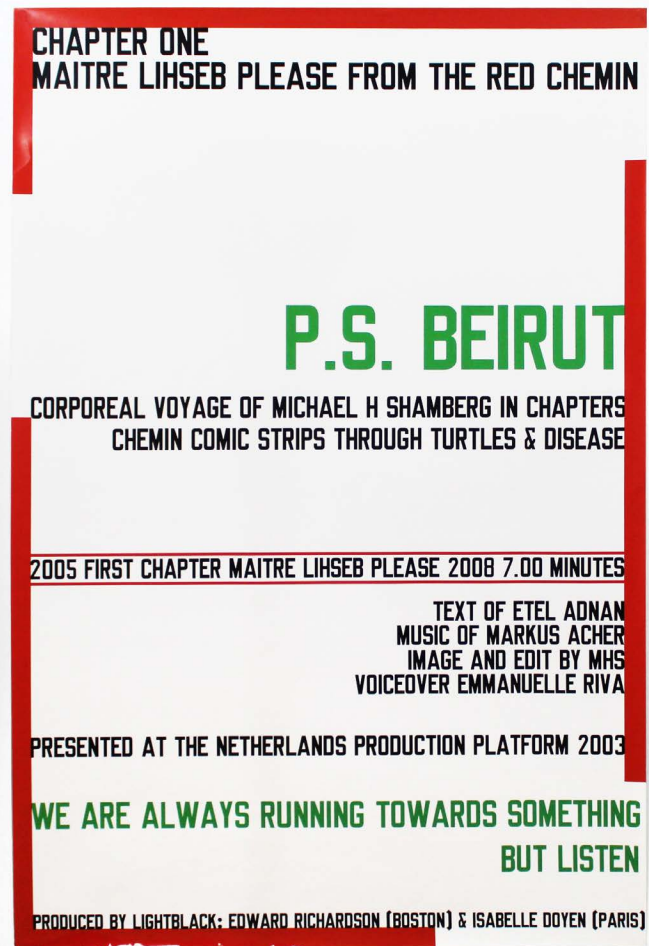 CHAPTER ONE
MAITRE LIHSEB PLEASE FROM THE RED CHEMIN
P.S. BEIRUT
CORPOREAL VOYAGE OF MICHAEL H SHAMBERG IN CHAPTERS
CHEMIN COMIC STRIPS THROUGH TURTLES & DISEASE
2005 FIRST CHAPTER MAITRE LIHSEB PLEASE 2008 7.00 MINUTES
TEXT OF ETEL ADNAN
MUSIC OF MARKUS ACHER
IMAGE AND EDIT BY MHS
VOICEOVER EMMANUELLE RIVA
PRESENTED AT THE NETHERLANDS PRODUCTION PLATFORM 2003
WE ARE ALWAYS RUNNING TOWARDS SOMETHING
BUT LISTEN
PRODUCED BY LIGHTBLACK: EDWARD RICHARDSON (BOSTON) & ISABELLE DOYEN (PARIS)